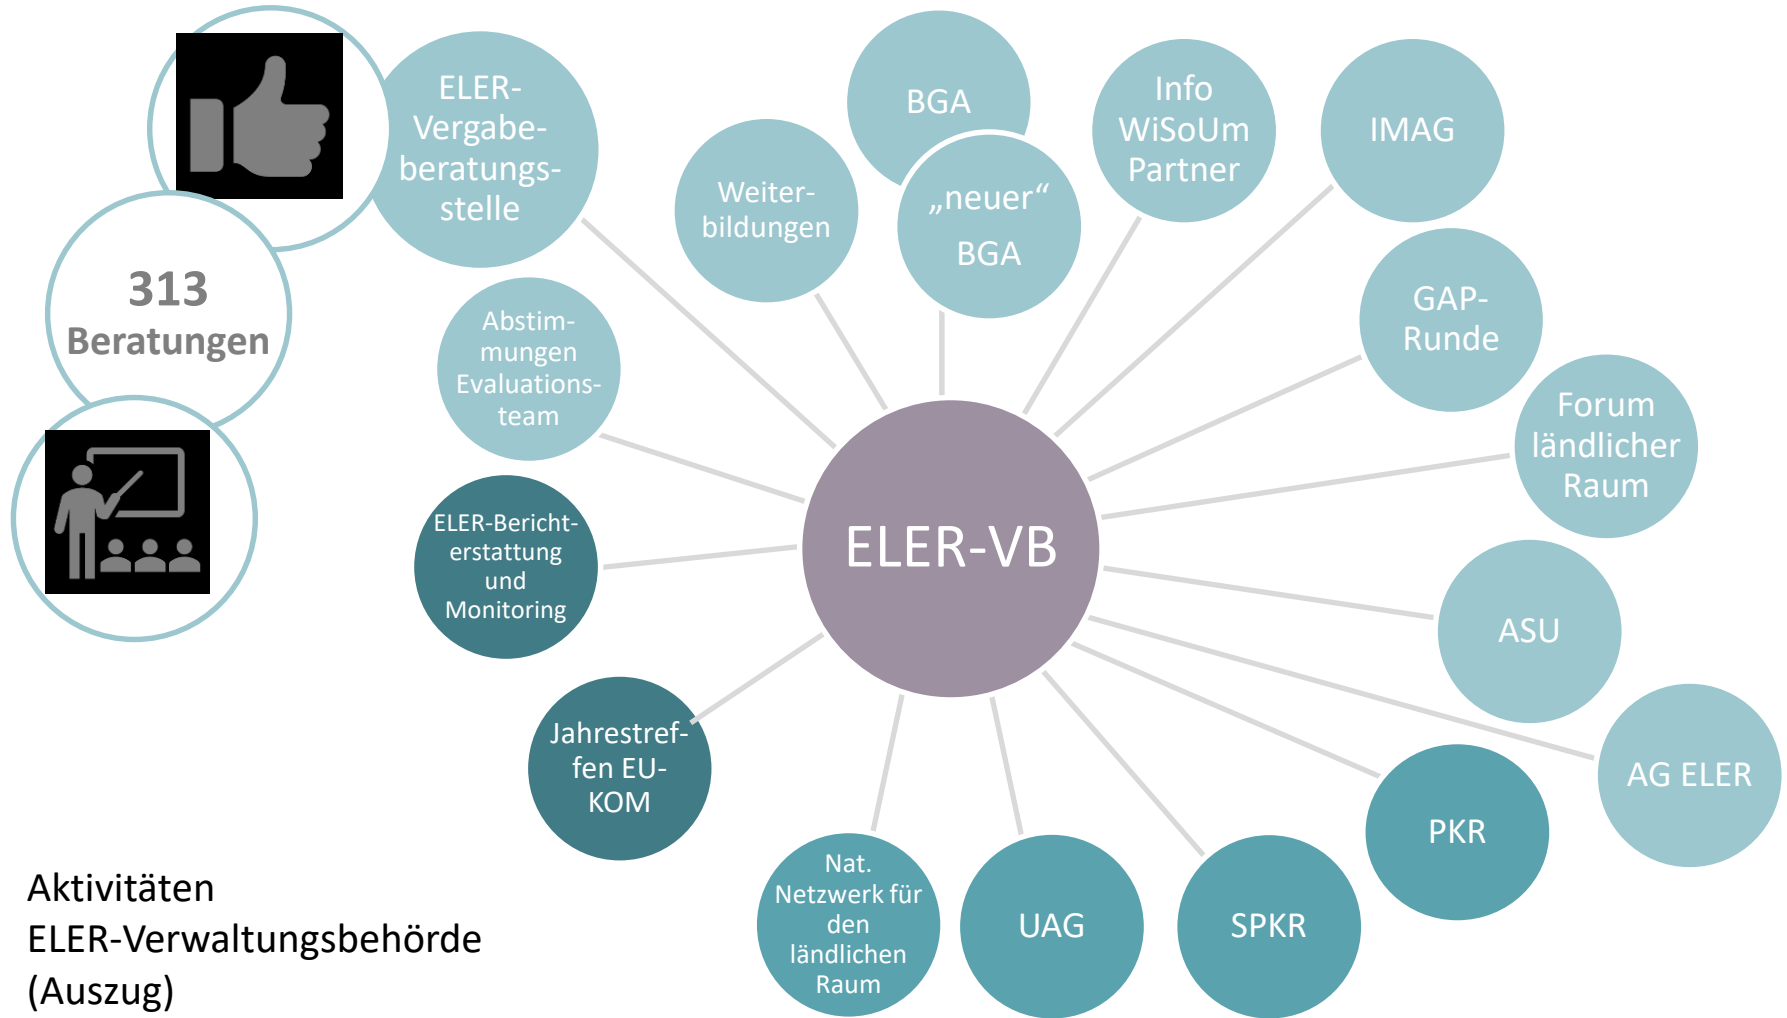 ELER-
Vergabe-
beratungs-
stelle
313
Beratungen
Weiter-
bildungen
BGA
„neuer“
BGA
Info
WiSoUm
Partner
IMAG
GAP-
Runde
Forum
ländlicher
Raum
ASU
AG ELER
PKR
SPKR
UAG
Nat.
Netzwerk für
den
ländlichen
Raum
Jahrestref-
fen EU-
KOM
ELER-Bericht-
erstattung
und
Monitoring
Abstim-
mungen
Evaluations-
team
ELER-VB
Aktivitäten
ELER-Verwaltungsbehörde
(Auszug)